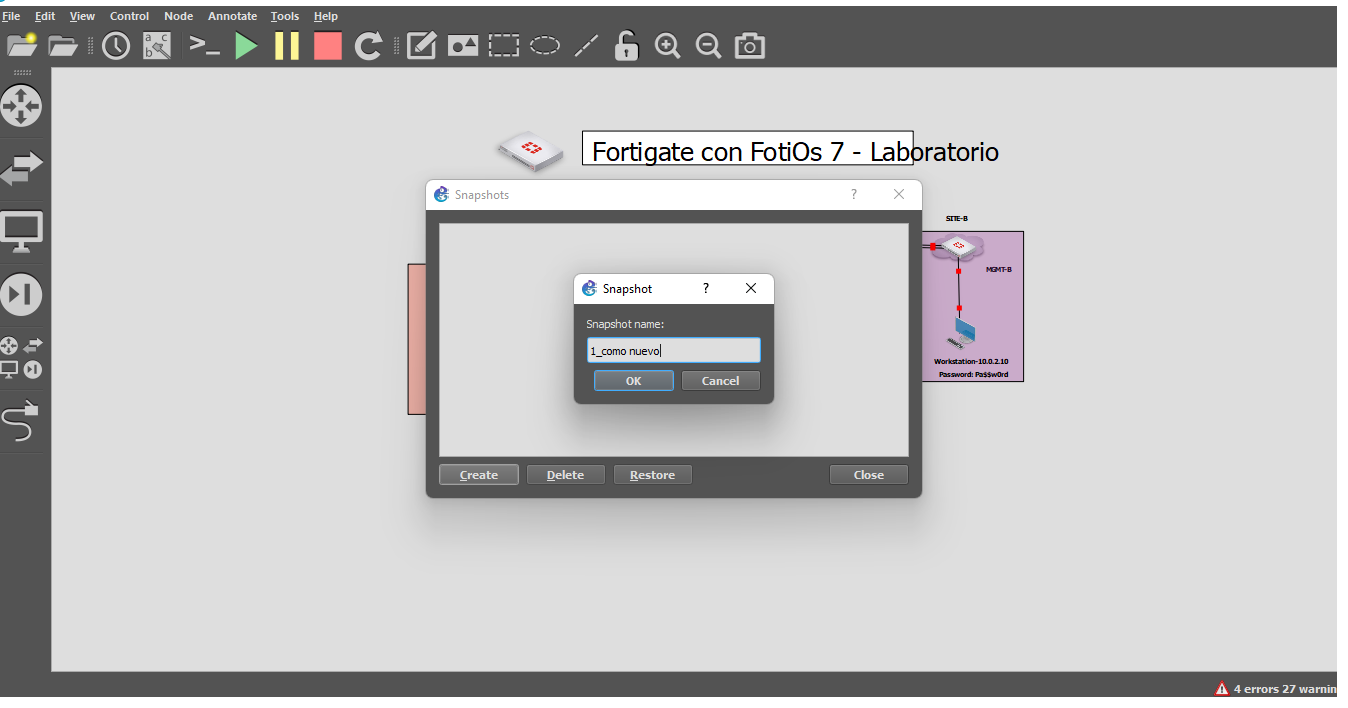 File Edit View Control Node Annotate Tools Help
a c
b
>_
Fortigate con FotiOs 7 - Laboratorio
Snapshots ?
SITE-B
MGMT-B
Snapshot ?
Snapshot name:
1_como nuevo
OK Cancel
Workstation-10.0.2.10
Password: Pa$$w0rd
Create Delete Restore Close
4 errors 27 warnin